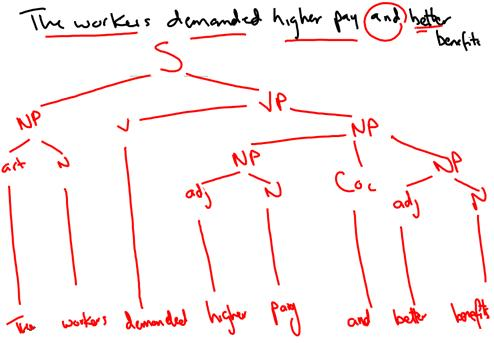 The workers demanded higher pay and better
benefits
S
NP VP
V NP
art N NP Coc NP
adj N adj N
The workers demanded higher pay and better benefits